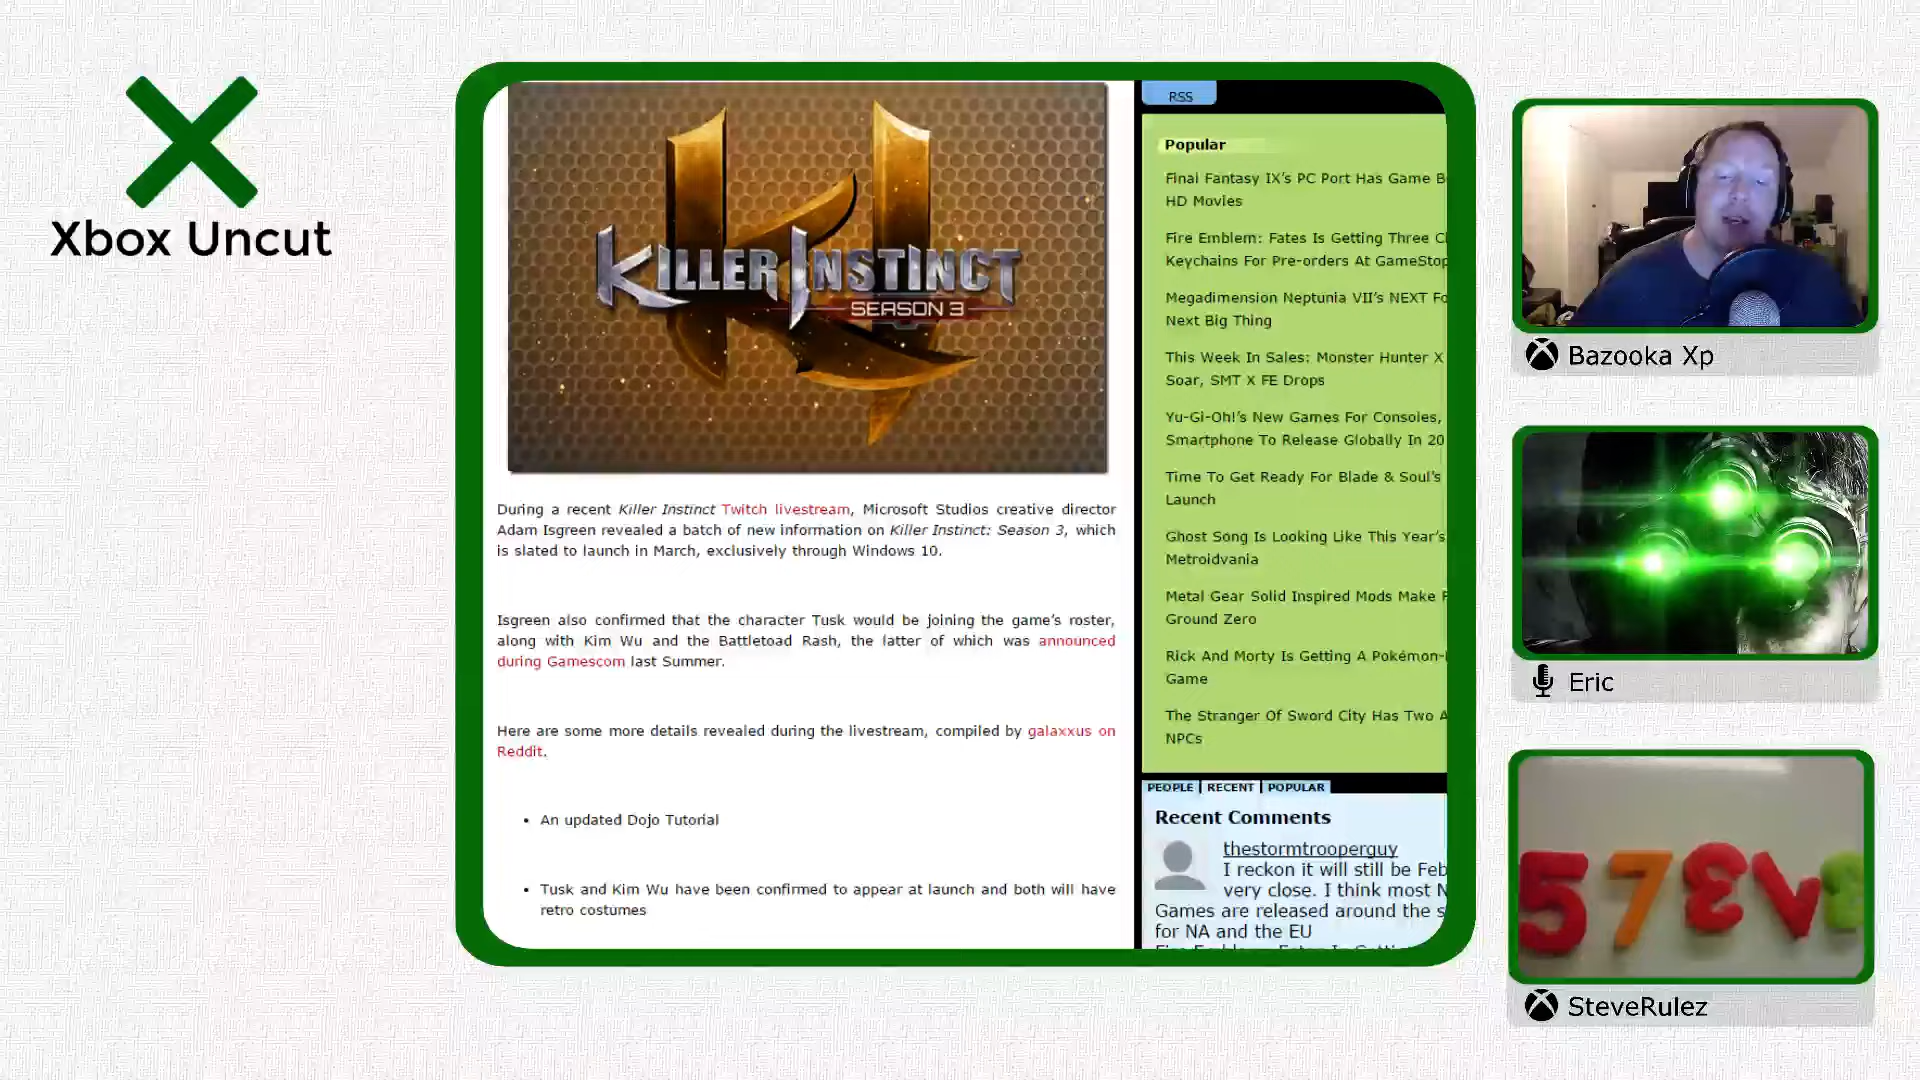 Xbox Uncut
KILLER INSTINCT
SEASON 3
During a recent Killer Instinct Twitch livestream, Microsoft Studios creative director
Adam Isgreen revealed a batch of new information on Killer Instinct: Season 3, which
is slated to launch in March, exclusively through Windows 10.
Isgreen also confirmed that the character Tusk would be joining the game's roster,
along with Kim Wu and the Battletoad Rash, the latter of which was announced
during Gamescom last Summer.
Here are some more details revealed during the livestream, compiled by galaxxus on
Reddit.
• An updated Dojo Tutorial
• Tusk and Kim Wu have been confirmed to appear at launch and both will have
retro costumes
RSS
Popular
Final Fantasy IX's PC Port Has Game
HD Movies
Fire Emblem: Fates Is Getting Three
Keychains For Pre-orders At GameStop
Megadimension Neptunia VII's NEXT
Next Big Thing
This Week In Sales: Monster Hunter X
Soar, SMT X FE Drops
Yu-Gi-Oh!'s New Games For Consoles,
Smartphone To Release Globally In 20
Time To Get Ready For Blade & Soul's
Launch
Ghost Song Is Looking Like This Year's
Metroidvania
Metal Gear Solid Inspired Mods Make
Ground Zero
Rick And Morty Is Getting A Pokémon-
Game
The Stranger Of Sword City Has Two
NPCs
PEOPLE RECENT POPULAR
Recent Comments
thestormtrooperguy
I reckon it will still be Feb
very close. I think most
Games are released around the
for NA and the EU
Bazooka Xp
Eric
57EVE
SteveRulez